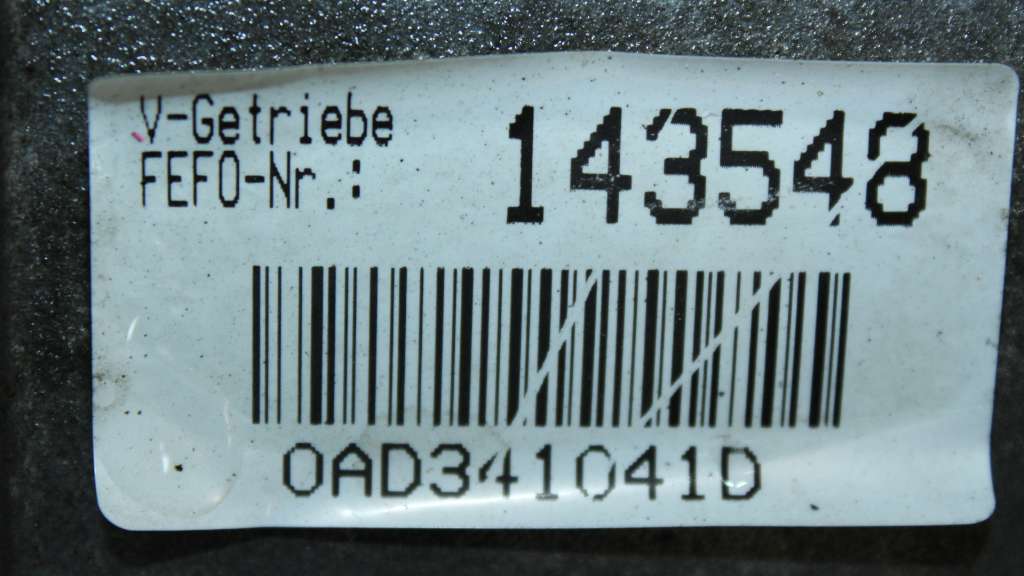 V-Getriebe
FEFO-Nr.: 143548
0AD341041D